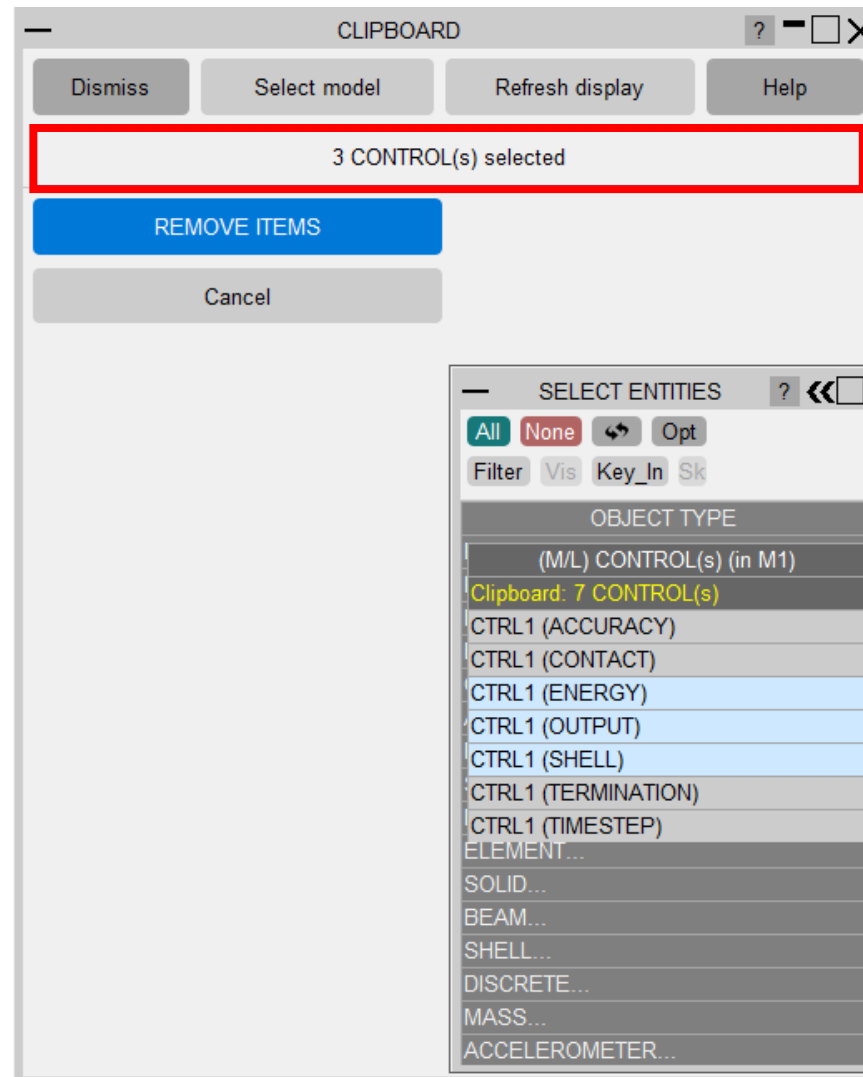 CLIPBOARD ?
Dismiss Select model Refresh display Help
3 CONTROL(s) selected
REMOVE ITEMS
Cancel
SELECT ENTITIES ?
All None Opt
Filter Vis Key_In Sk
OBJECT TYPE
(M/L) CONTROL(s) (in M1)
Clipboard: 7 CONTROL(s)
CTRL1 (ACCURACY)
CTRL1 (CONTACT)
CTRL1 (ENERGY)
CTRL1 (OUTPUT)
CTRL1 (SHELL)
CTRL1 (TERMINATION)
CTRL1 (TIMESTEP)
ELEMENT...
SOLID...
BEAM...
SHELL...
DISCRETE...
MASS...
ACCELEROMETER...